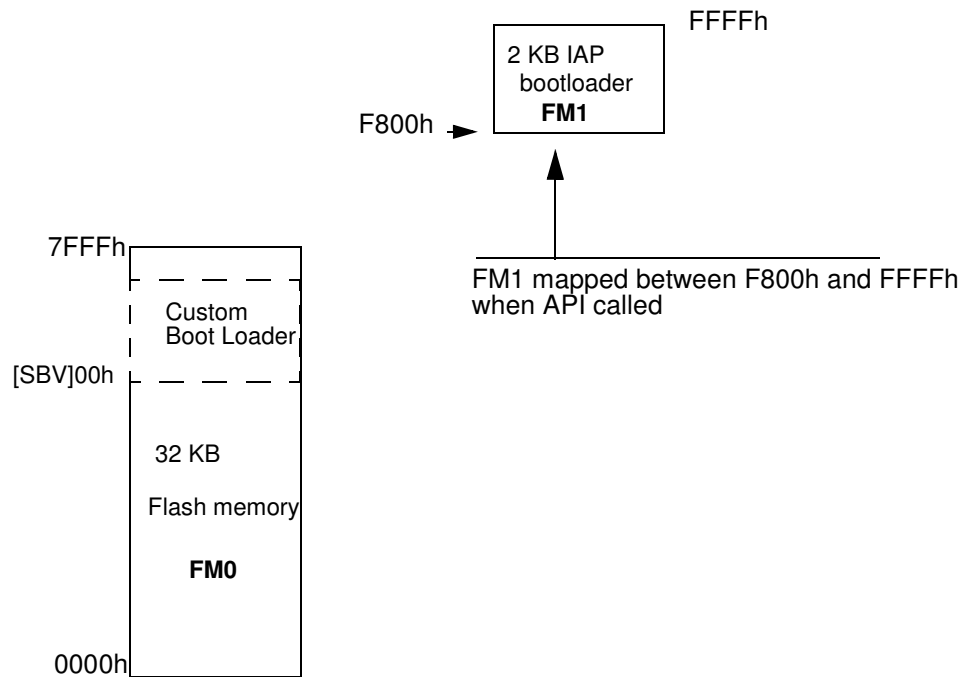 FFFFh
2 KB IAP
bootloader
FM1
F800h
7FFFh
FM1 mapped between F800h and FFFFh
when API called
Custom
Boot Loader
[SBV]00h
32 KB
Flash memory
FM0
0000h